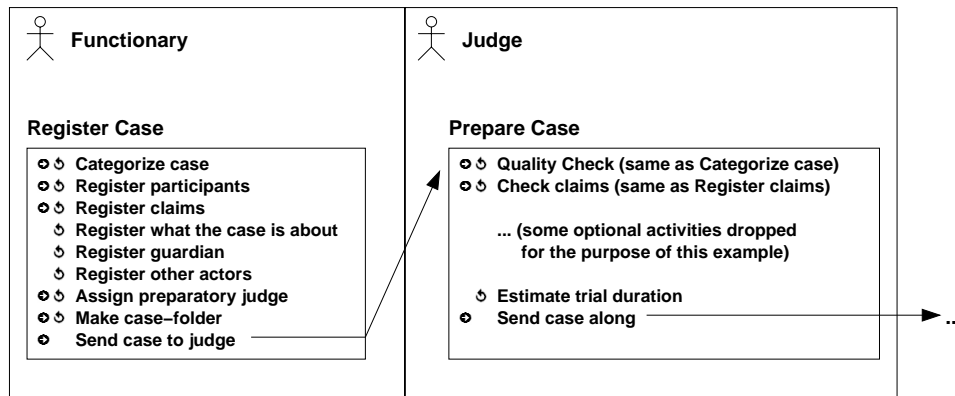 Functionary
Register Case
Categorize case
Register participants
Register claims
Register what the case is about
Register guardian
Register other actors
Assign preparatory judge
Make case–folder
Send case to judge
Judge
Prepare Case
Quality Check (same as Categorize case)
Check claims (same as Register claims)
... (some optional activities dropped
for the purpose of this example)
Estimate trial duration
Send case along
..